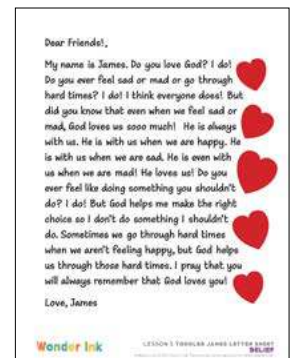 Dear Friends!,
My name is James. Do you love God? I do!
Do you ever feel sad or mad or go through
hard times? I do! I think everyone does! But
did you know that even when we feel sad or
mad, God loves us sooo much! He is always
with us. He is with us when we are happy. He
is with us when we are sad. He is even with
us when we are mad! He loves us! Do you
ever feel like doing something you shouldn't
do? I do! But God helps me make the right
choice so I don't do something I shouldn't
do. Sometimes we go through hard times
when we aren't feeling happy, but God helps
us through those hard times. I pray that you
will always remember that God loves you!
Love, James
Wonder Ink
LESSON 5 TODDLER JAMES LETTER SHEET
BELIEF